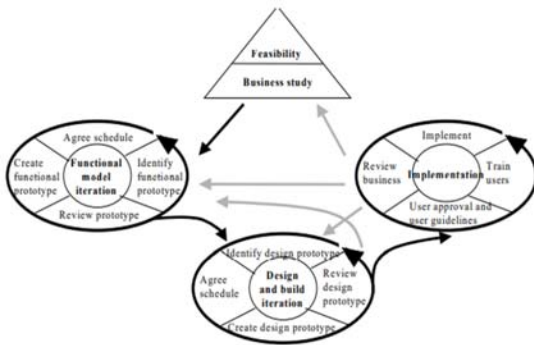 Feasibility
Business study
Agree schedule
Create
functional
prototype
Functional
model
iteration
Identify
functional
prototype
Review prototype
Implement
Review
business
Implementation
Train
users
User approval and
user guidelines
Identify design prototype
Agree
schedule
Design
and build
iteration
Review
design
prototype
Create design prototype